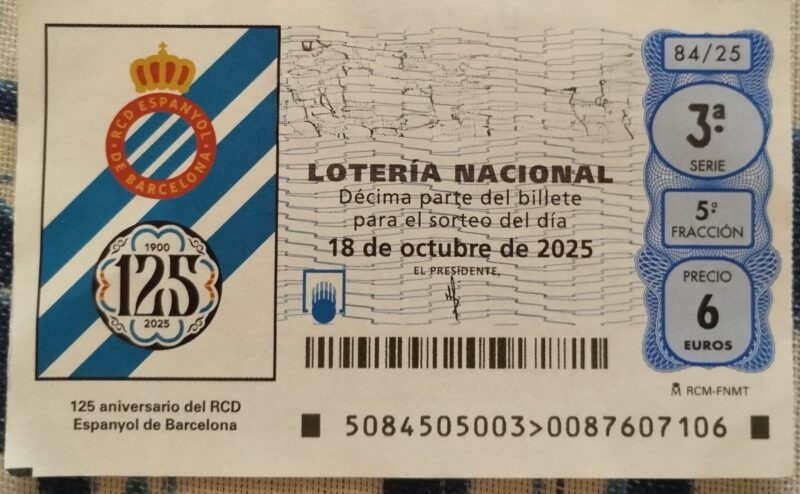 RCD ESPANYOL
DE BARCELONA
1900
125
2025
125 aniversario del RCD
Espanyol de Barcelona
LOTERÍA NACIONAL
Décima parte del billete
para el sorteo del día
18 de octubre de 2025
EL PRESIDENTE,
84/25
3.ª
SERIE
5.ª
FRACCIÓN
PRECIO
6
EUROS
RCM-FNMT
5084505003>0087607106